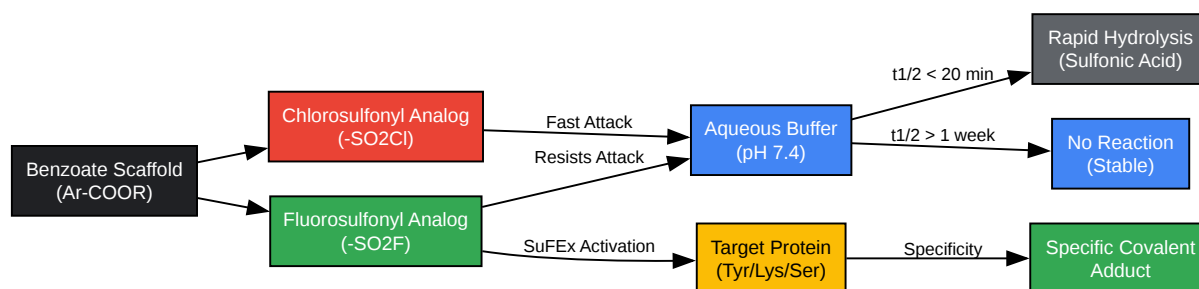 Benzoate Scaffold
(Ar-COOR)
Chlorosulfonyl Analog
(-SO2Cl)
Fluorosulfonyl Analog
(-SO2F)
Fast Attack
Resists Attack
SuFEx Activation
Aqueous Buffer
(pH 7.4)
Target Protein
(Tyr/Lys/Ser)
t1/2 < 20 min
t1/2 > 1 week
Specificity
Rapid Hydrolysis
(Sulfonic Acid)
No Reaction
(Stable)
Specific Covalent
Adduct